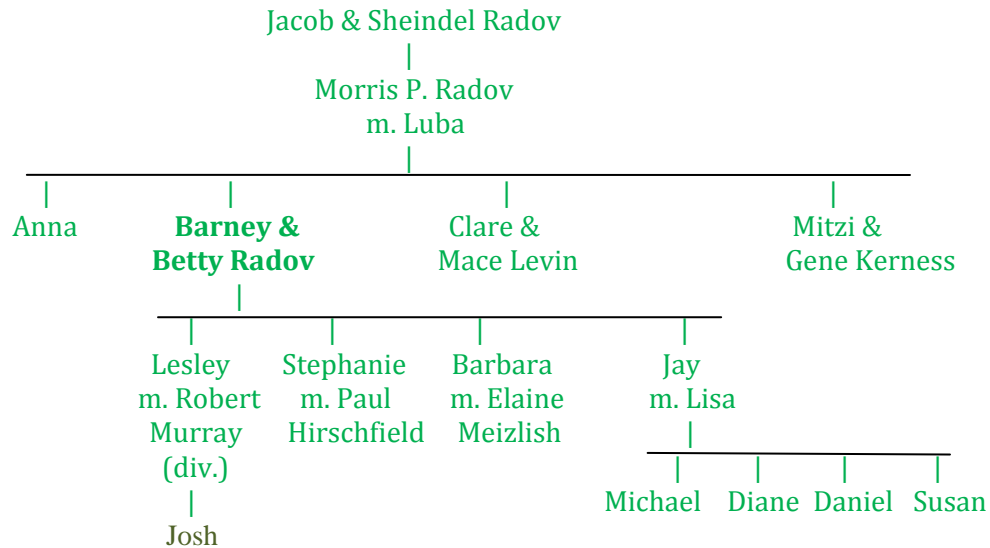 Jacob & Sheindel Radov
Morris P. Radov
m. Luba
Anna Barney & Clare & Mitzi &
Betty Radov Mace Levin Gene Kerness
Lesley Stephanie Barbara Jay
m. Robert m. Paul m. Elaine m. Lisa
Murray Hirschfield Meizlish
(div.)
Michael Diane Daniel Susan
Josh